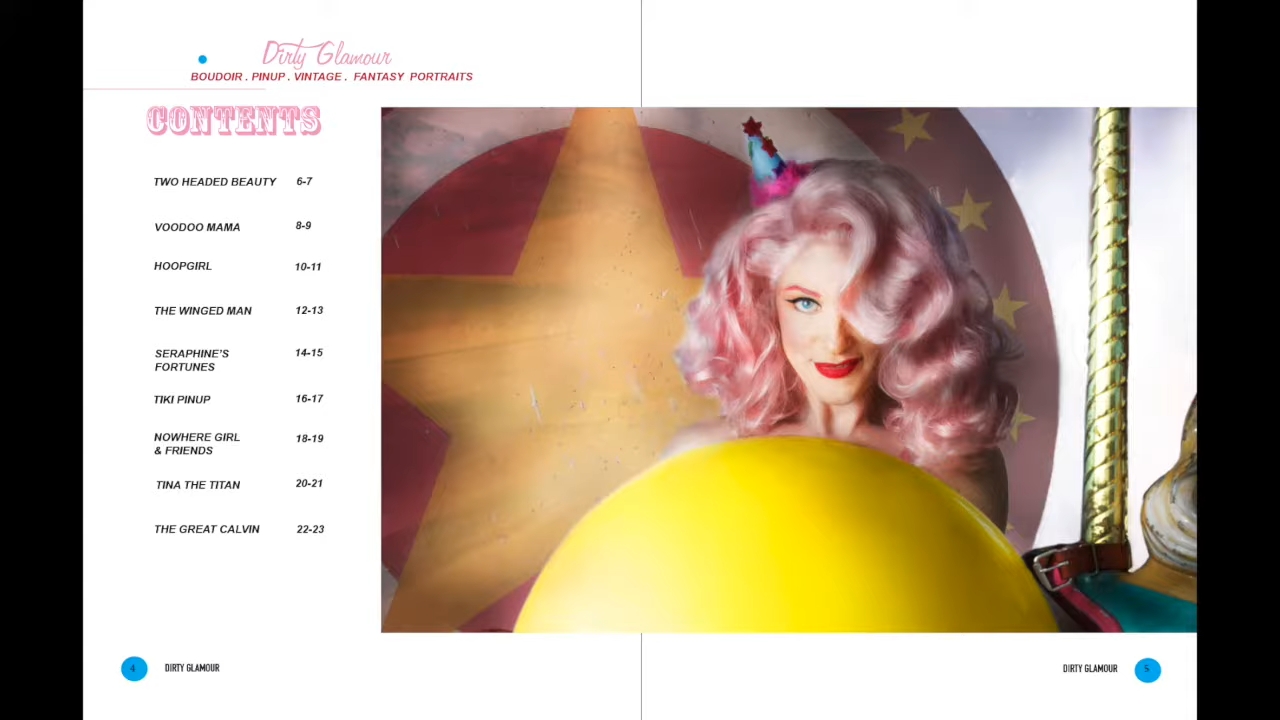 Dirty Glamour
BOUDOIR . PINUP . VINTAGE . FANTASY PORTRAITS
CONTENTS
TWO HEADED BEAUTY 6-7
VOODOO MAMA 8-9
HOOPGIRL 10-11
THE WINGED MAN 12-13
SERAPHINE'S 14-15
FORTUNES
TIKI PINUP 16-17
NOWHERE GIRL 18-19
& FRIENDS
TINA THE TITAN 20-21
THE GREAT CALVIN 22-23
4 DIRTY GLAMOUR
DIRTY GLAMOUR 5